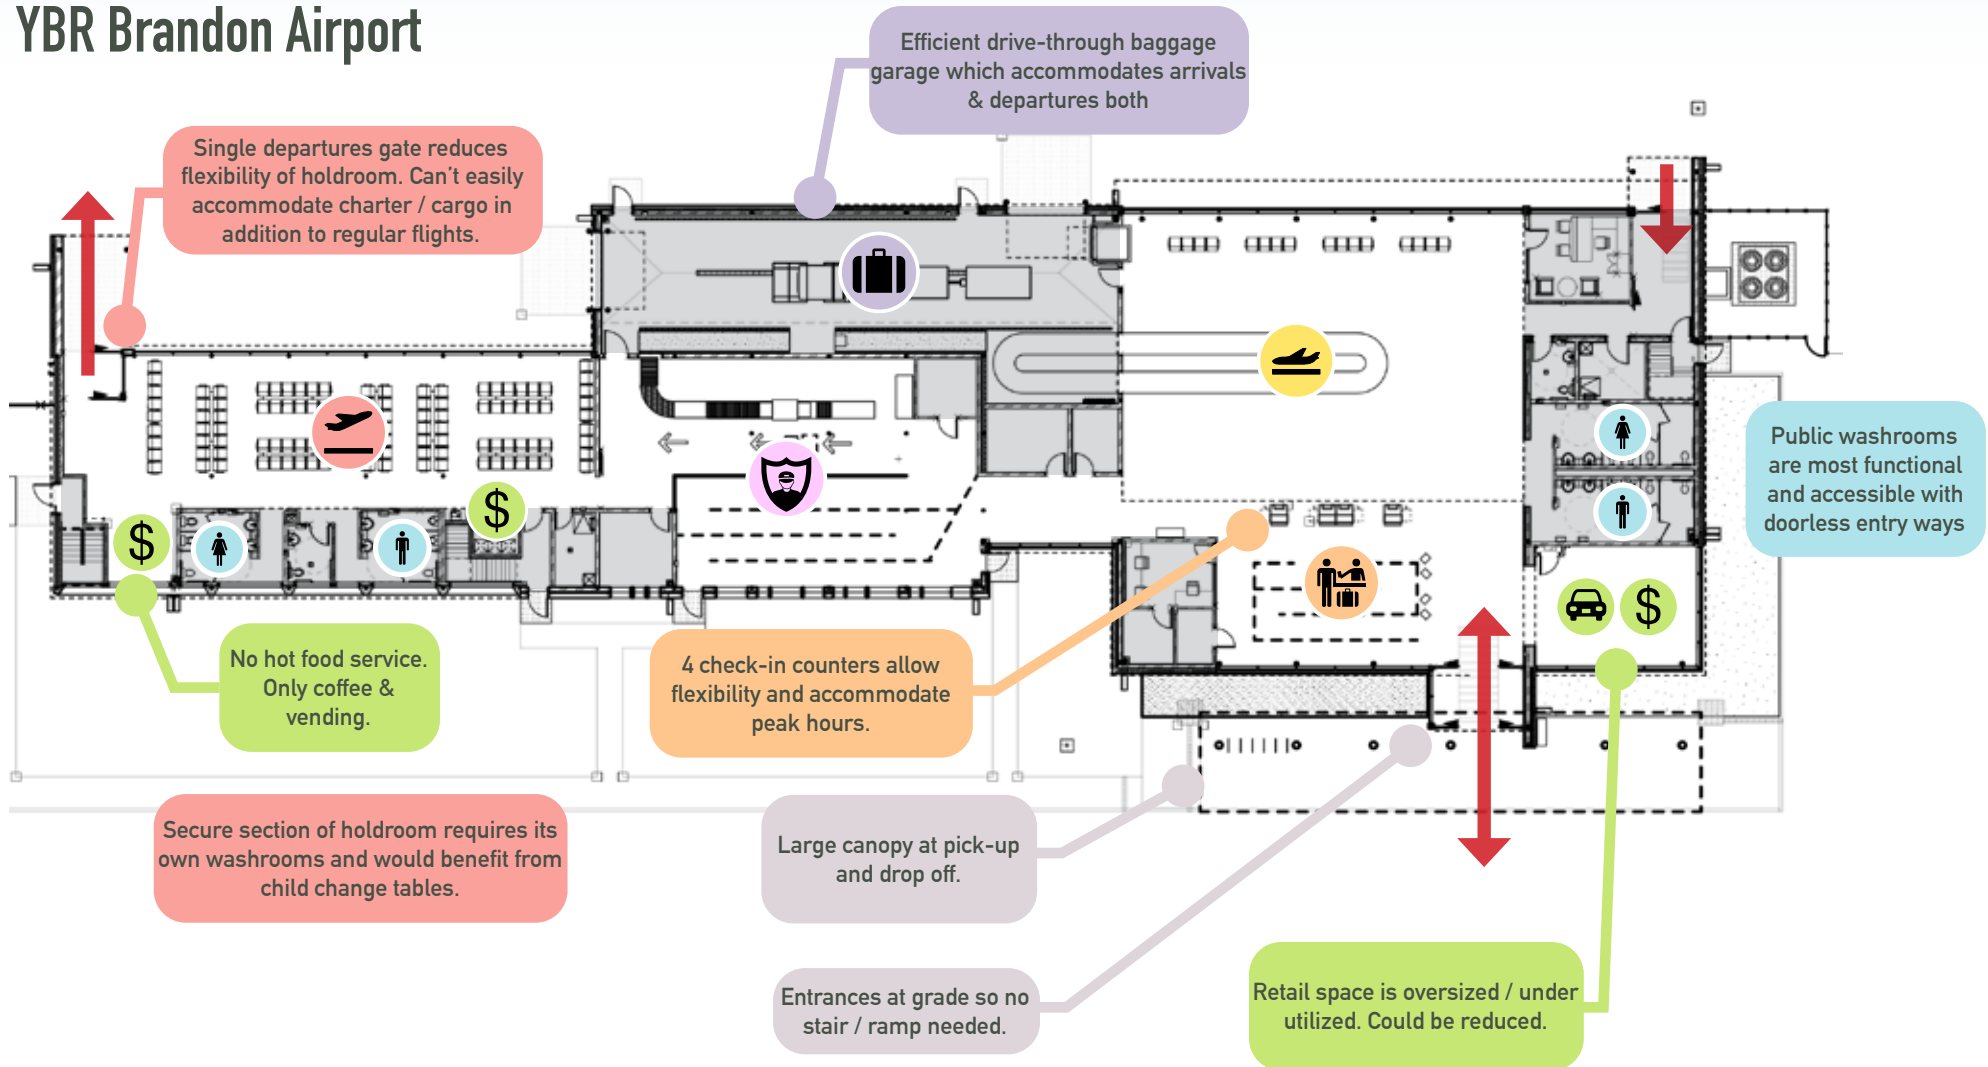 YBR Brandon Airport
Efficient drive-through baggage
garage which accommodates arrivals
& departures both
Single departures gate reduces
flexibility of holdroom. Can't easily
accommodate charter / cargo in
addition to regular flights.
Public washrooms
are most functional
and accessible with
doorless entry ways
$
$
$
No hot food service.
Only coffee &
vending.
4 check-in counters allow
flexibility and accommodate
peak hours.
Secure section of holdroom requires its
own washrooms and would benefit from
child change tables.
Large canopy at pick-up
and drop off.
Entrances at grade so no
stair / ramp needed.
Retail space is oversized / under
utilized. Could be reduced.